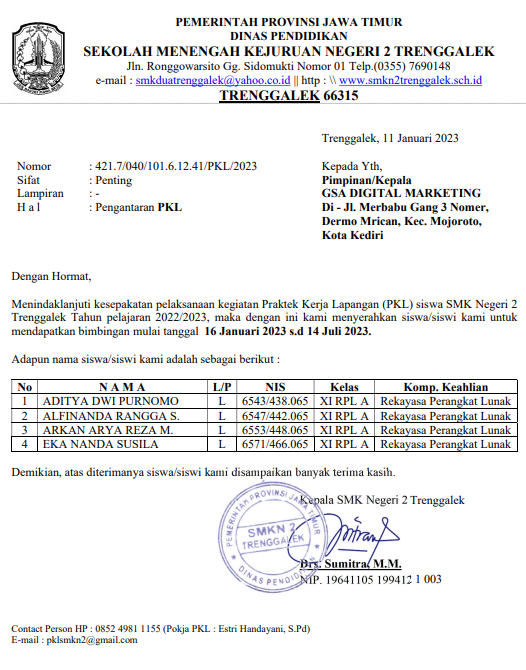 PEMERINTAH PROVINSI JAWA TIMUR
DINAS PENDIDIKAN
SEKOLAH MENENGAH KEJURUAN NEGERI 2 TRENGGALEK
Jln. Ronggowarsito Gg. Sidomukti Nomor 01 Telp.(0355) 7690148
e-mail : smkduatrenggalek@yahoo.co.id || http : \\ www.smkn2trenggalek.sch.id
TRENGGALEK 66315
Trenggalek, 11 Januari 2023
Nomor : 421.7/040/101.6.12.41/PKL/2023
Sifat : Penting
Lampiran : -
H a l : Pengantaran PKL
Kepada Yth,
Pimpinan/Kepala
GSA DIGITAL MARKETING
Di - Jl. Merbabu Gang 3 Nomer,
Dermo Mrican, Kec. Mojoroto,
Kota Kediri
Dengan Hormat,
Menindaklanjuti kesepakatan pelaksanaan kegiatan Praktek Kerja Lapangan (PKL) siswa SMK Negeri 2
Trenggalek Tahun pelajaran 2022/2023, maka dengan ini kami menyerahkan siswa/siswi kami untuk
mendapatkan bimbingan mulai tanggal 16 Januari 2023 s.d 14 Juli 2023.
Adapun nama siswa/siswi kami adalah sebagai berikut :
No N A M A L/P NIS Kelas Komp. Keahlian
1 ADITYA DWI PURNOMO L 6543/438.065 XI RPL A Rekayasa Perangkat Lunak
2 ALFINANDA RANGGA S. L 6547/442.065 XI RPL A Rekayasa Perangkat Lunak
3 ARKAN ARYA REZA M. L 6553/448.065 XI RPL A Rekayasa Perangkat Lunak
4 EKA NANDA SUSILA L 6571/466.065 XI RPL A Rekayasa Perangkat Lunak
Demikian, atas diterimanya siswa/siswi kami disampaikan banyak terima kasih.
Kepala SMK Negeri 2 Trenggalek
PEMERINTAH PROVINSI JAWA TIMUR
SMKN 2
TRENGGALEK
DINAS PENDIDIKAN
Drs. Sumitra, M.M.
NIP. 19641105 199412 1 003
Contact Person HP : 0852 4981 1155 (Pokja PKL : Estri Handayani, S.Pd)
E-mail : pklsmkn2@gmail.com